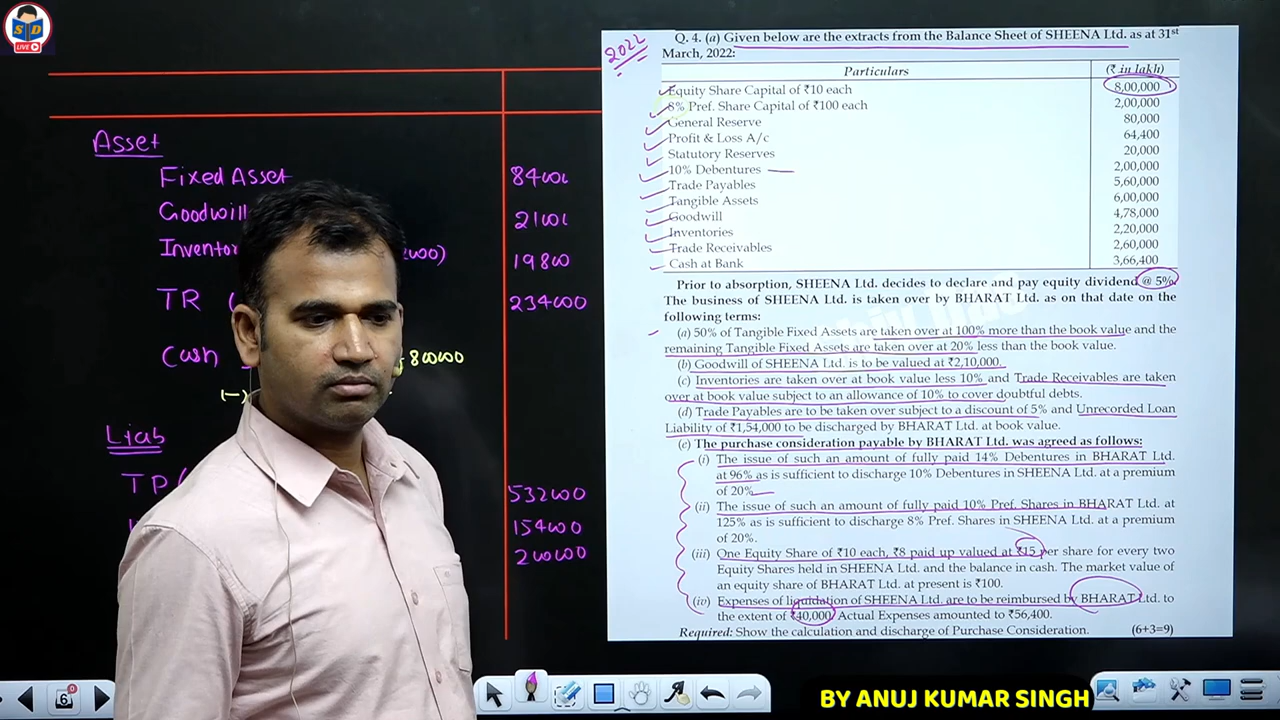 S D
LIVE
Asset
Fixed Asset 84000
Goodwill 21000
Inventor 2000) 19800
TR ( 234000
Cash 800000
(-)
Liab
TP( 532000
154000
200000
2022
Q. 4. (a) Given below are the extracts from the Balance Sheet of SHEENA Ltd. as at 31st
March, 2022:
Particulars (₹ in lakh)
Equity Share Capital of ₹10 each 8,00,000
8% Pref. Share Capital of ₹100 each 2,00,000
General Reserve 80,000
Profit & Loss A/c 64,400
Statutory Reserves 20,000
10% Debentures 2,00,000
Trade Payables 5,60,000
Tangible Assets 6,00,000
Goodwill 4,78,000
Inventories 2,20,000
Trade Receivables 2,60,000
Cash at Bank 3,66,400
Prior to absorption, SHEENA Ltd. decides to declare and pay equity dividend @ 5%.
The business of SHEENA Ltd. is taken over by BHARAT Ltd. as on that date on the
following terms:
(a) 50% of Tangible Fixed Assets are taken over at 100% more than the book value and the
remaining Tangible Fixed Assets are taken over at 20% less than the book value.
(b) Goodwill of SHEENA Ltd. is to be valued at ₹2,10,000.
(c) Inventories are taken over at book value less 10% and Trade Receivables are taken
over at book value subject to an allowance of 10% to cover doubtful debts.
(d) Trade Payables are to be taken over subject to a discount of 5% and Unrecorded Loan
Liability of ₹1,54,000 to be discharged by BHARAT Ltd. at book value.
(e) The purchase consideration payable by BHARAT Ltd. was agreed as follows:
(i) The issue of such an amount of fully paid 14% Debentures in BHARAT Ltd.
at 96% as is sufficient to discharge 10% Debentures in SHEENA Ltd. at a premium
of 20%
(ii) The issue of such an amount of fully paid 10% Pref. Shares in BHARAT Ltd. at
125% as is sufficient to discharge 8% Pref. Shares in SHEENA Ltd. at a premium
of 20%.
(iii) One Equity Share of ₹10 each, ₹8 paid up valued at ₹15 per share for every two
Equity Shares held in SHEENA Ltd. and the balance in cash. The market value of
an equity share of BHARAT Ltd. at present is ₹100.
(iv) Expenses of liquidation of SHEENA Ltd. are to be reimbursed by BHARAT Ltd. to
the extent of ₹40,000. Actual Expenses amounted to ₹56,400.
Required: Show the calculation and discharge of Purchase Consideration. (6+3=9)
6
BY ANUJ KUMAR SINGH